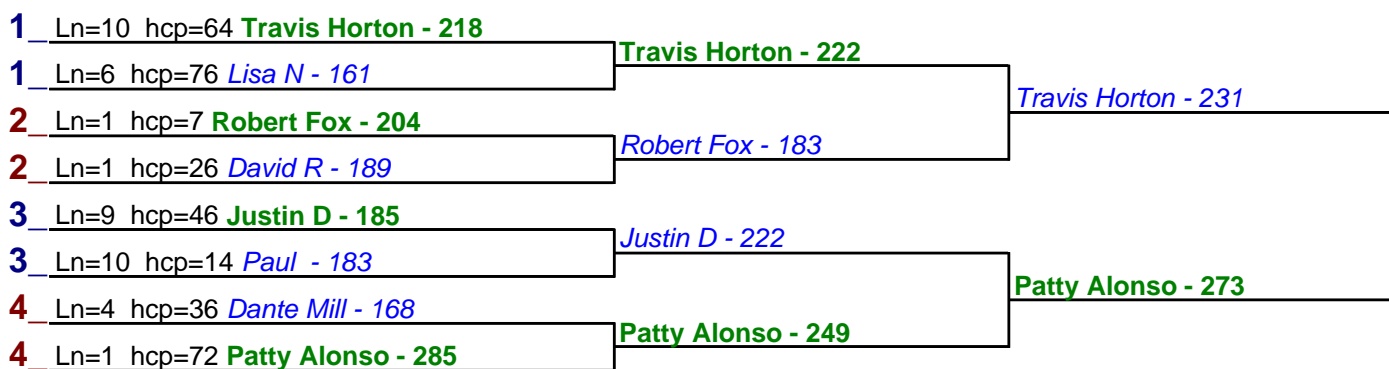 1_ Ln=10 hcp=64 Travis Horton - 218
1_ Ln=6 hcp=76 Lisa N - 161
2_ Ln=1 hcp=7 Robert Fox - 204
2_ Ln=1 hcp=26 David R - 189
3_ Ln=9 hcp=46 Justin D - 185
3_ Ln=10 hcp=14 Paul - 183
4_ Ln=4 hcp=36 Dante Mill - 168
4_ Ln=1 hcp=72 Patty Alonso - 285
Travis Horton - 222
Robert Fox - 183
Justin D - 222
Patty Alonso - 249
Travis Horton - 231
Patty Alonso - 273